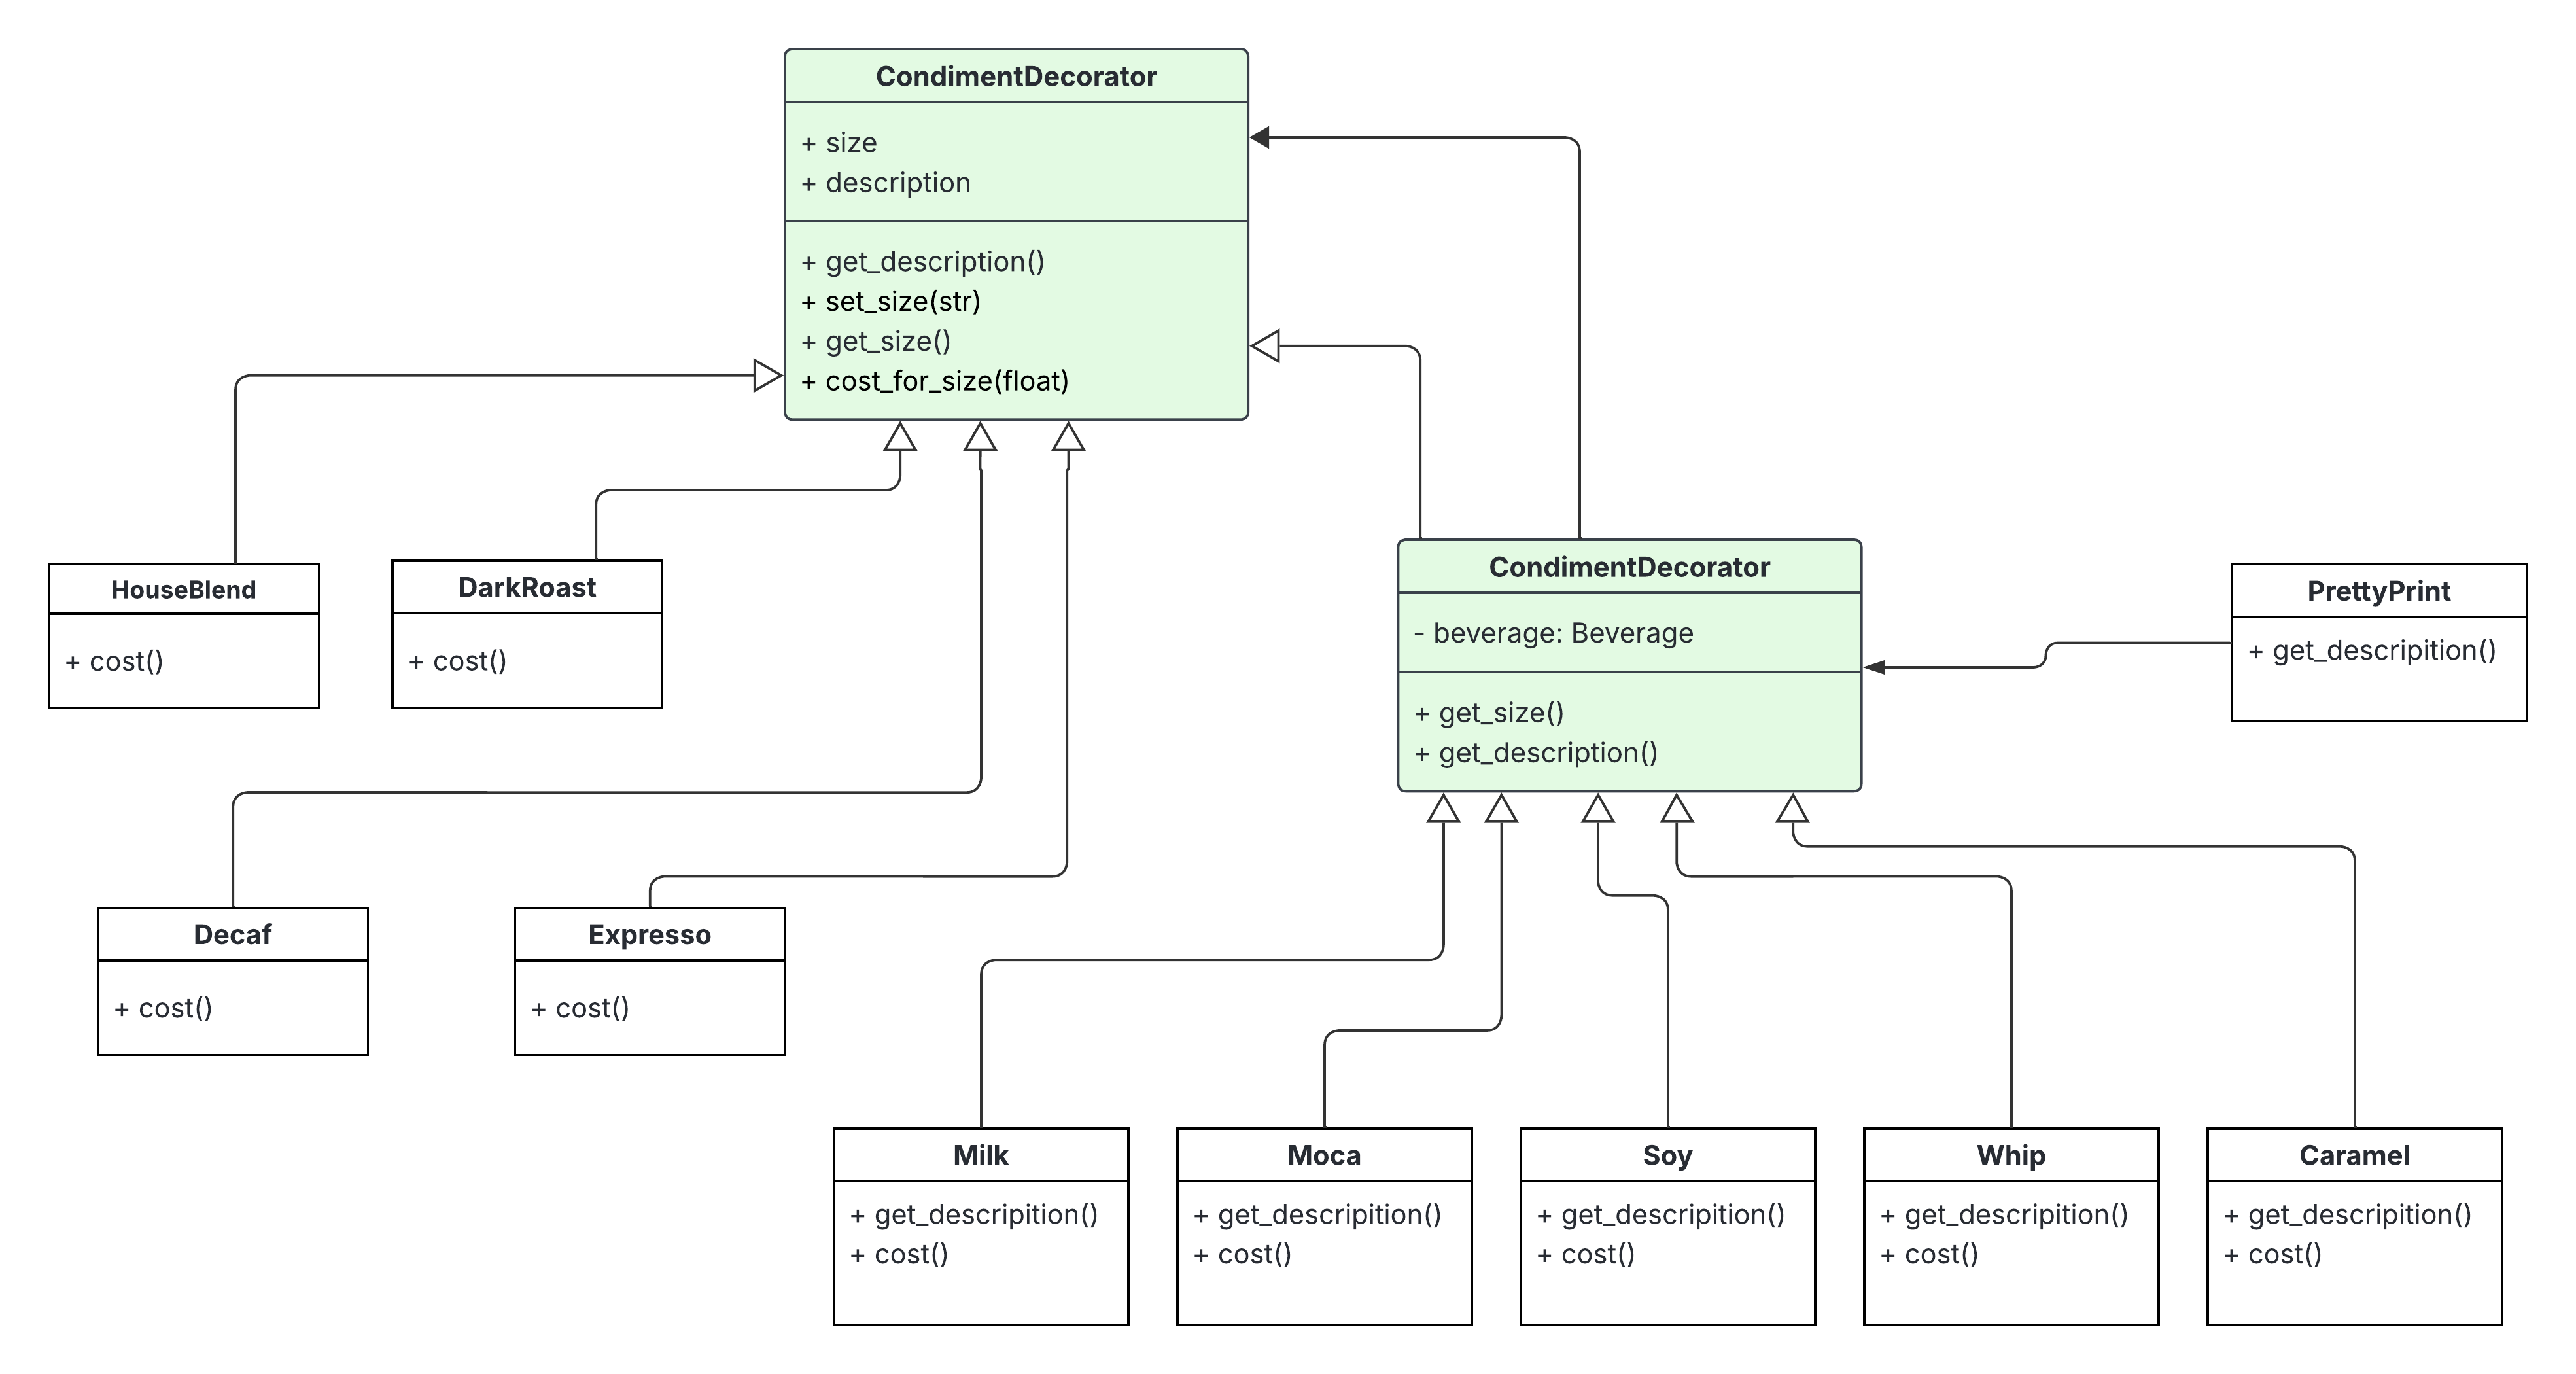 CondimentDecorator
+ size
+ description
+ get_description()
+ set_size(str)
+ get_size()
+ cost_for_size(float)
HouseBlend
+ cost()
DarkRoast
+ cost()
CondimentDecorator
- beverage: Beverage
+ get_size()
+ get_description()
PrettyPrint
+ get_descripition()
Decaf
+ cost()
Expresso
+ cost()
Milk
+ get_descripition()
+ cost()
Moca
+ get_descripition()
+ cost()
Soy
+ get_descripition()
+ cost()
Whip
+ get_descripition()
+ cost()
Caramel
+ get_descripition()
+ cost()